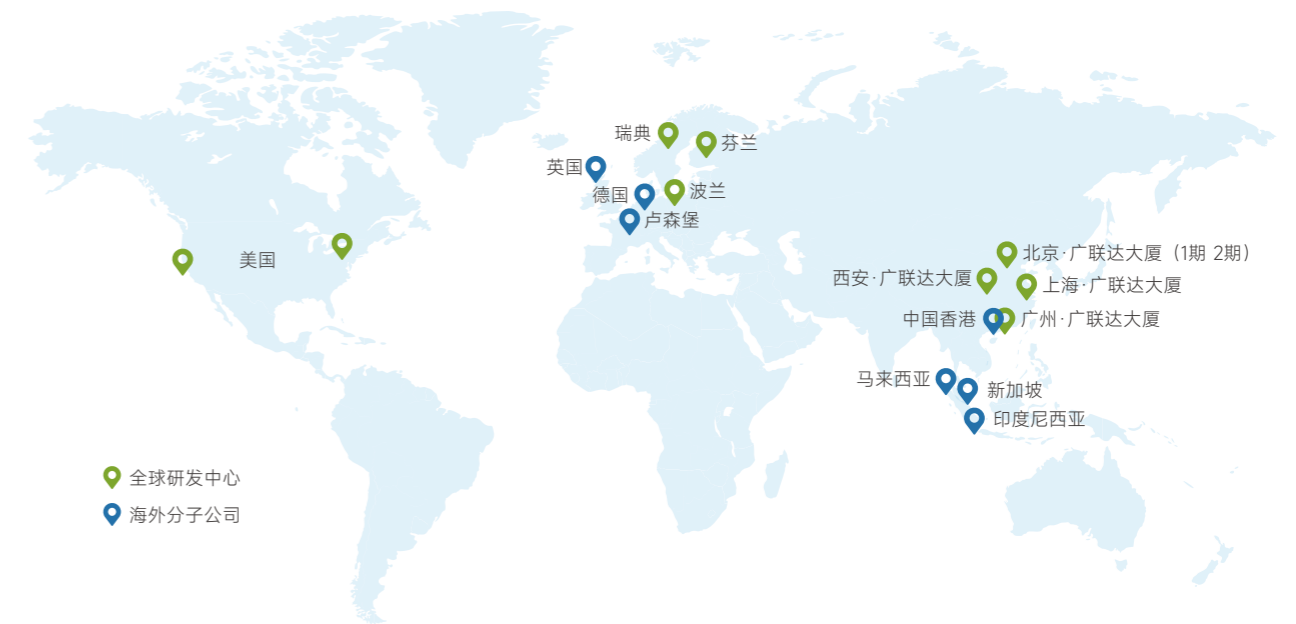 瑞典
芬兰
英国
德国
波兰
卢森堡
美国
北京·广联达大厦（1期 2期）
西安·广联达大厦
上海·广联达大厦
中国香港
广州·广联达大厦
马来西亚
新加坡
印度尼西亚
全球研发中心
海外分子公司